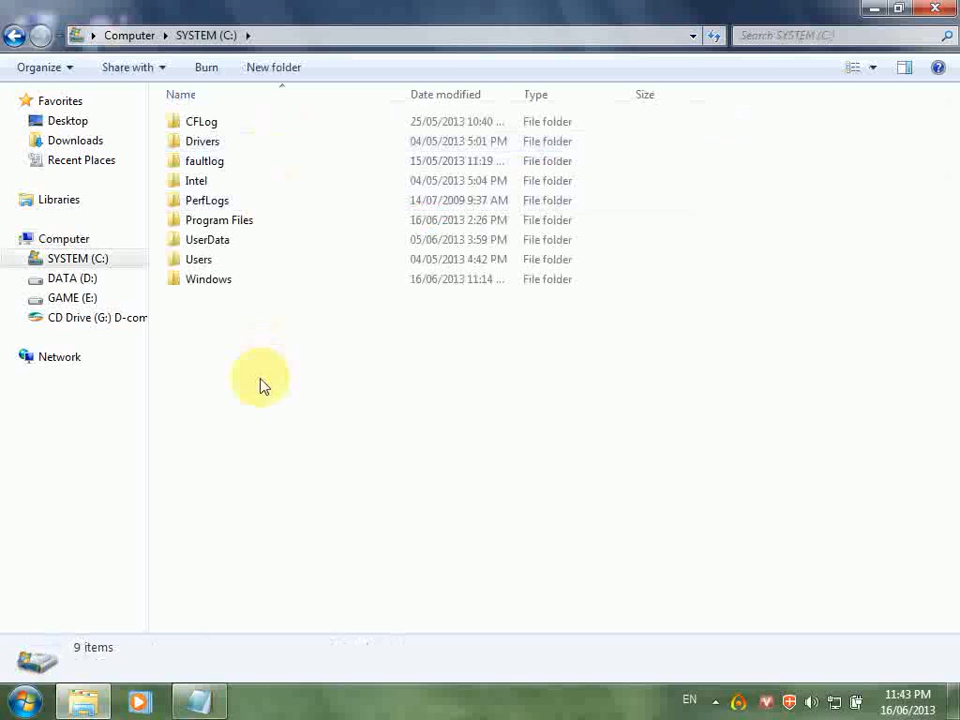 Computer SYSTEM (C:) Search SYSTEM (C:)
Organize Share with Burn New folder
Name Date modified Type Size
Favorites
Desktop
Downloads
Recent Places
Libraries
Computer
SYSTEM (C:)
DATA (D:)
GAME (E:)
CD Drive (G:) D-com
Network
CFLog 25/05/2013 10:40 ... File folder
Drivers 04/05/2013 5:01 PM File folder
faultlog 15/05/2013 11:19 ... File folder
Intel 04/05/2013 5:04 PM File folder
PerfLogs 14/07/2009 9:37 AM File folder
Program Files 16/06/2013 2:26 PM File folder
UserData 05/06/2013 3:59 PM File folder
Users 04/05/2013 4:42 PM File folder
Windows 16/06/2013 11:14 ... File folder
9 items
EN
11:43 PM
16/06/2013